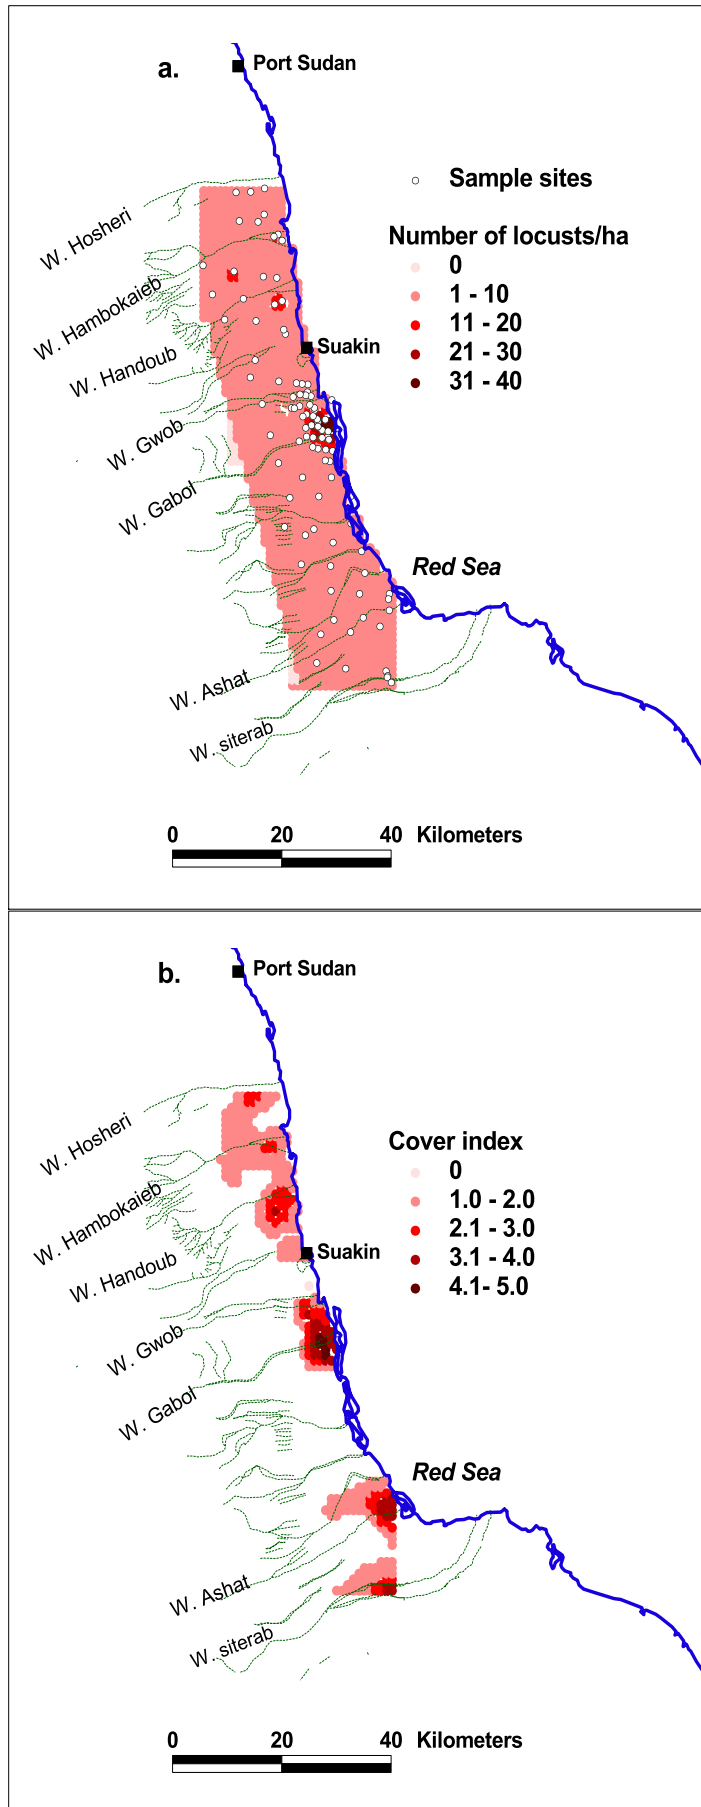 a.
Port Sudan
Sample sites
W. Hosheri
Number of locusts/ha
0
1 - 10
W. Hambokaieb
11 - 20
Suakin
21 - 30
W. Handoub
31 - 40
W. Gwob
W. Gabol
Red Sea
W. Ashat
W. siterab
0 20 40 Kilometers
b.
Port Sudan
W. Hosheri
Cover index
0
1.0 - 2.0
W. Hambokaieb
2.1 - 3.0
Suakin
3.1 - 4.0
W. Handoub
4.1- 5.0
W. Gwob
W. Gabol
Red Sea
W. Ashat
W. siterab
0 20 40 Kilometers